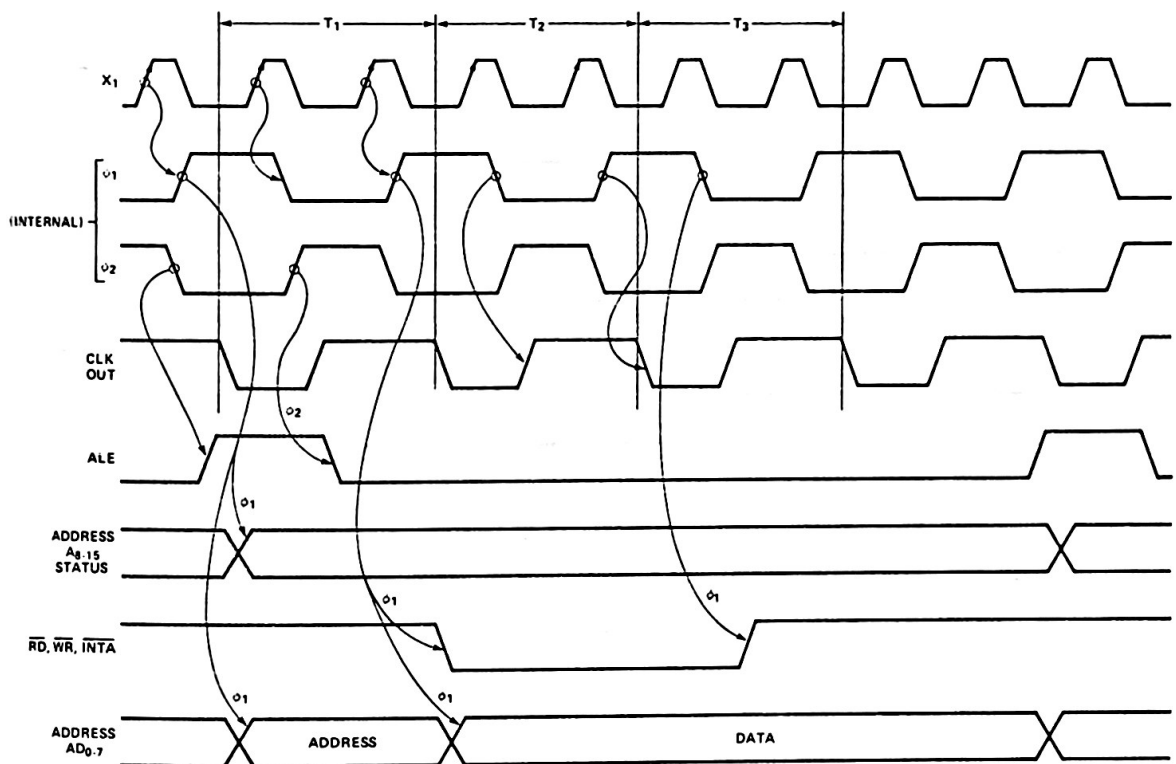 T1 T2 T3
X1
φ1
(INTERNAL)
φ2
CLK
OUT
φ2
ALE
φ1
ADDRESS
A8-15
STATUS
φ1 φ1
RD, WR, INTA
φ1 φ1
ADDRESS
AD0-7
ADDRESS
DATA